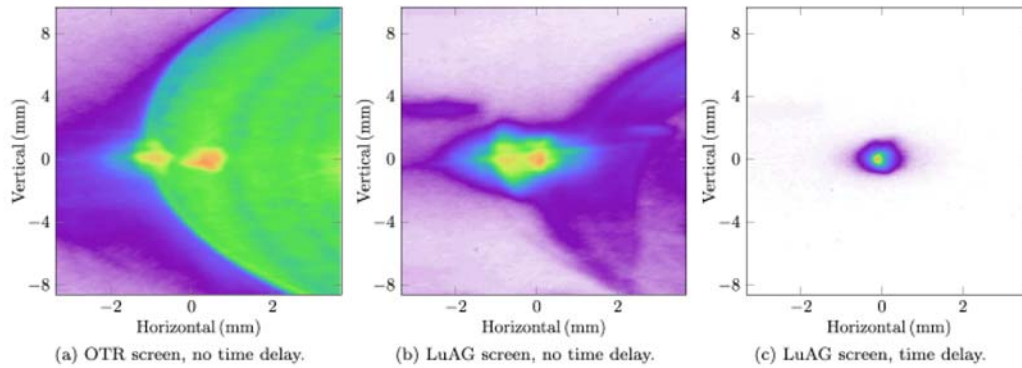 8
4
0
−4
−8
Vertical (mm)
−2
0
2
Horizontal (mm)
(a) OTR screen, no time delay.
8
4
0
−4
−8
Vertical (mm)
−2
0
2
Horizontal (mm)
(b) LuAG screen, no time delay.
8
4
0
−4
−8
Vertical (mm)
−2
0
2
Horizontal (mm)
(c) LuAG screen, time delay.